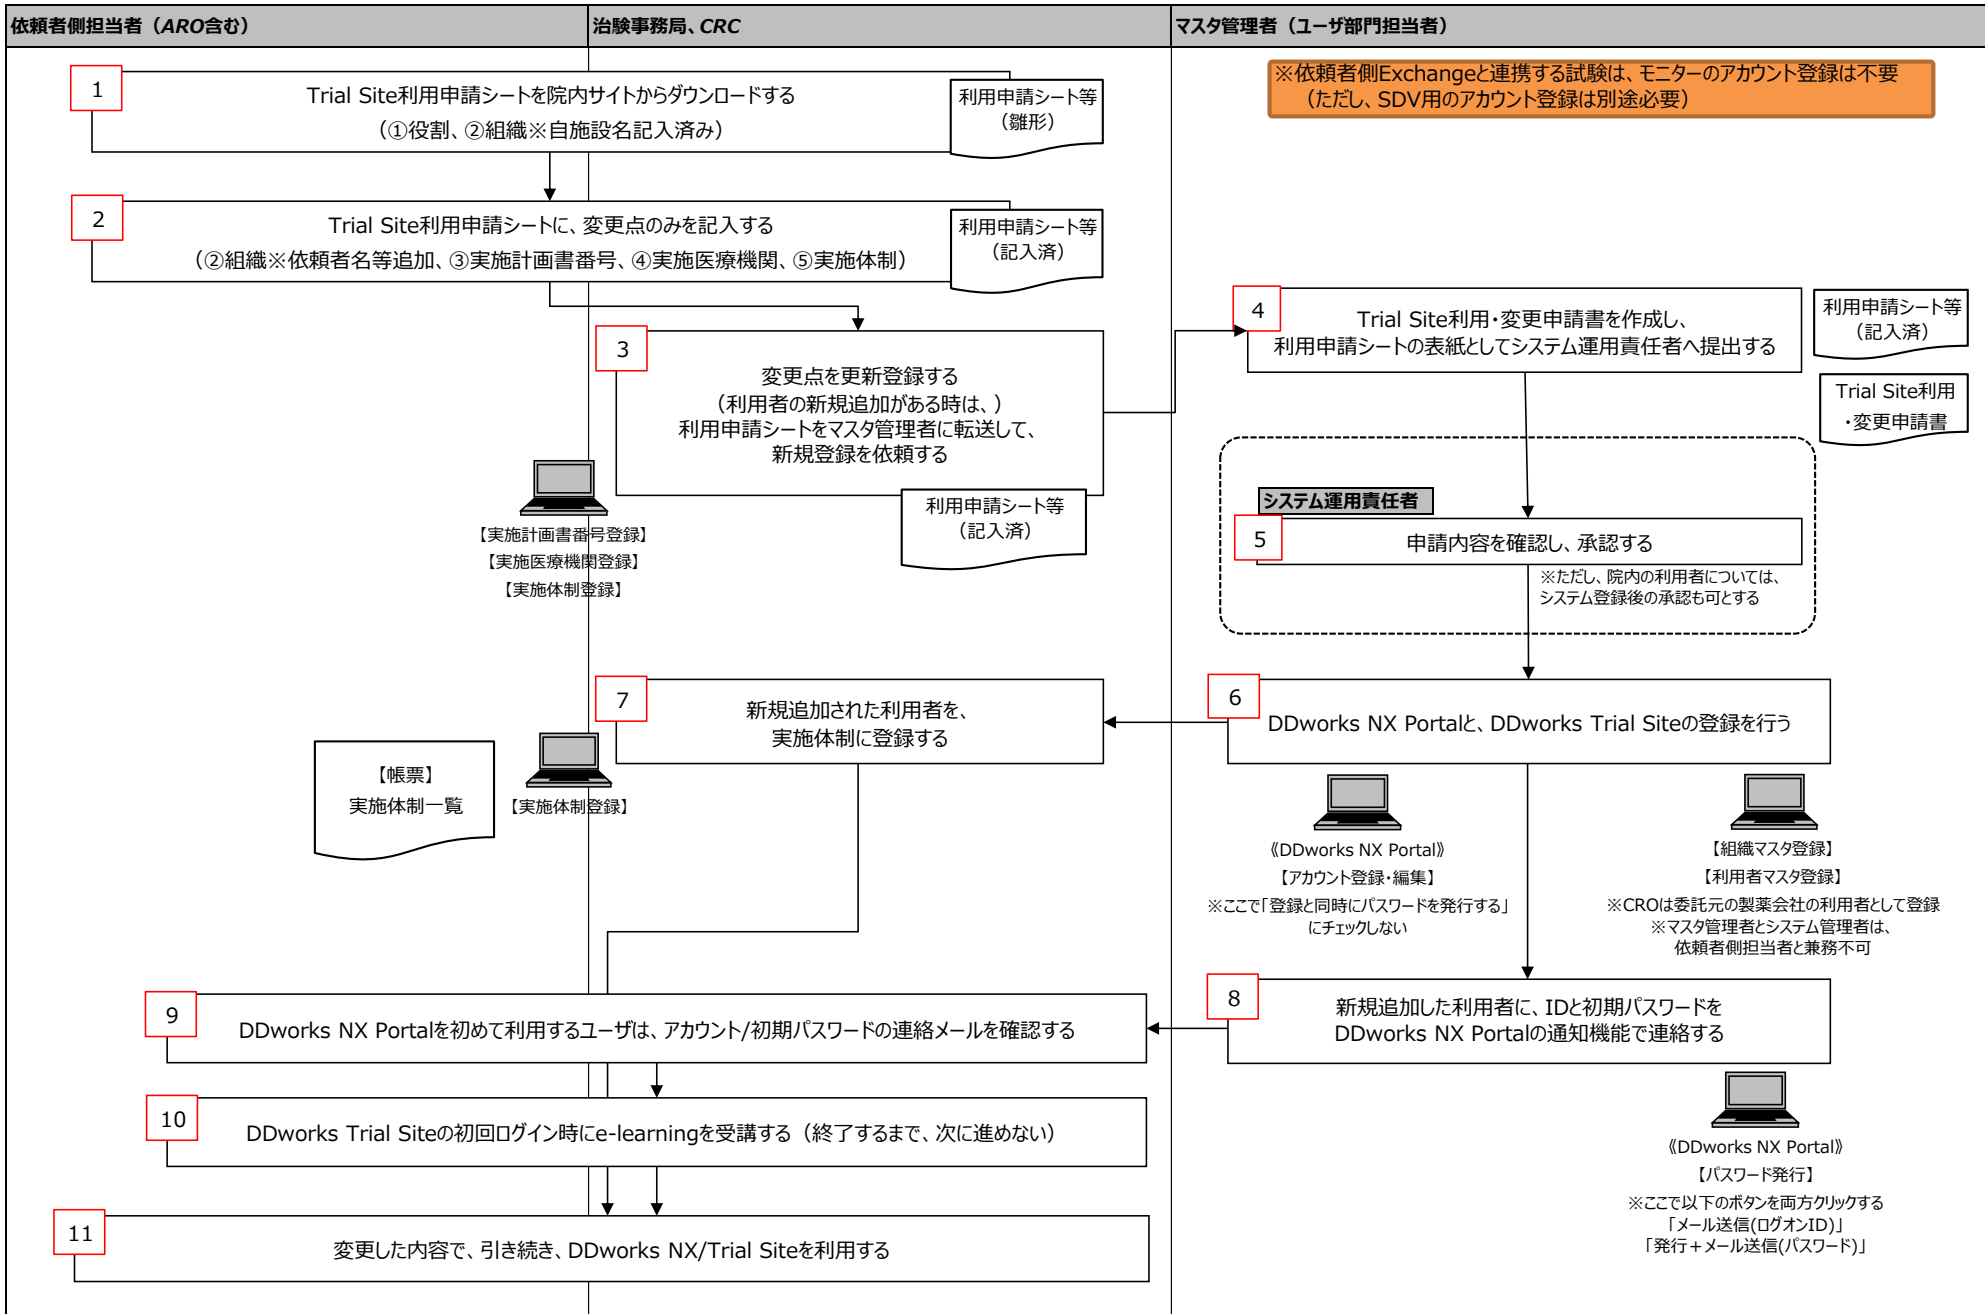 依頼者側担当者（ARO含む）
治験事務局、CRC
マスタ管理者（ユーザ部門担当者）
※依頼者側Exchangeと連携する試験は、モニターのアカウント登録は不要
（ただし、SDV用のアカウント登録は別途必要）
1
Trial Site利用申請シートを院内サイトからダウンロードする
（①役割、②組織※自施設名記入済み）
利用申請シート等
（雛形）
2
Trial Site利用申請シートに、変更点のみを記入する
（②組織※依頼者名等追加、③実施計画書番号、④実施医療機関、⑤実施体制）
利用申請シート等
（記入済）
3
変更点を更新登録する
（利用者の新規追加がある時は、）
利用申請シートをマスタ管理者に転送して、
新規登録を依頼する
利用申請シート等
（記入済）
【実施計画書番号登録】
【実施医療機関登録】
【実施体制登録】
4
Trial Site利用・変更申請書を作成し、
利用申請シートの表紙としてシステム運用責任者へ提出する
利用申請シート等
（記入済）
Trial Site利用
・変更申請書
システム運用責任者
5
申請内容を確認し、承認する
※ただし、院内の利用者については、
システム登録後の承認も可とする
6
DDworks NX Portalと、DDworks Trial Siteの登録を行う
7
新規追加された利用者を、
実施体制に登録する
【帳票】
実施体制一覧
【実施体制登録】
《DDworks NX Portal》
【アカウント登録・編集】
※ここで「登録と同時にパスワードを発行する」
にチェックしない
【組織マスタ登録】
【利用者マスタ登録】
※CROは委託元の製薬会社の利用者として登録
※マスタ管理者とシステム管理者は、
依頼者側担当者と兼務不可
8
新規追加した利用者に、IDと初期パスワードを
DDworks NX Portalの通知機能で連絡する
9
DDworks NX Portalを初めて利用するユーザは、アカウント/初期パスワードの連絡メールを確認する
10
DDworks Trial Siteの初回ログイン時にe-learningを受講する（終了するまで、次に進めない）
《DDworks NX Portal》
【パスワード発行】
※ここで以下のボタンを両方クリックする
「メール送信(ログオンID)」
「発行＋メール送信(パスワード)」
11
変更した内容で、引き続き、DDworks NX/Trial Siteを利用する